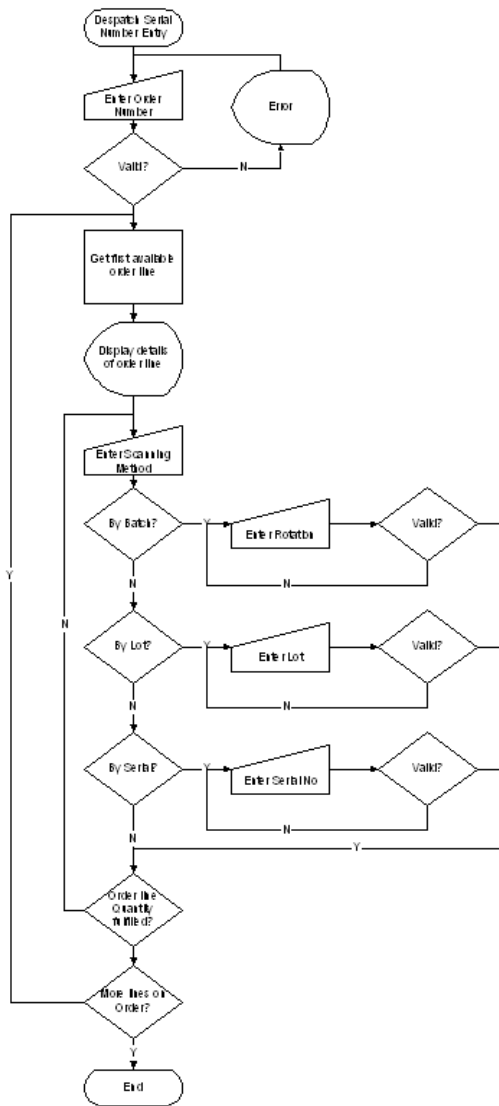 Despatch Serial
Number Entry
Enter Order
Number
Error
Valid?
N
Get first available
order line
Display details
of order line
Enter Scanning
Method
By Batch?
Y
Enter Rotation
Valid?
N
N
Y
N
By Lot?
Y
Enter Lot
Valid?
N
N
By Serial?
Y
Enter Serial No
Valid?
N
N
Y
Order line
Quantity
fulfilled?
More lines on
Order?
Y
End